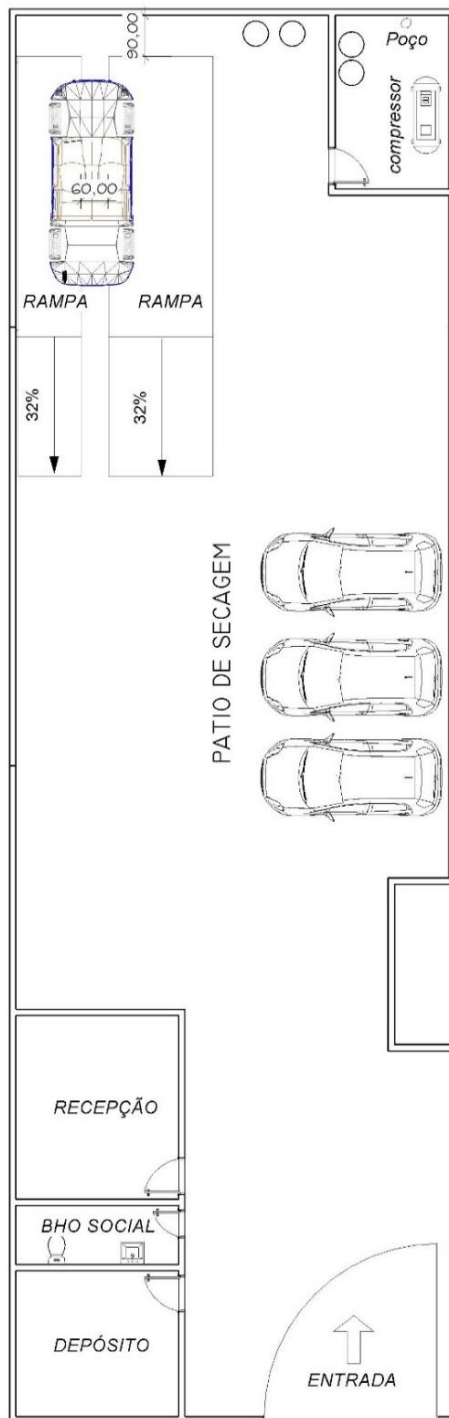 90,00
Poço
compressor
60,00
RAMPA
RAMPA
32%
32%
PATIO DE SECAGEM
RECEPÇÃO
BHO SOCIAL
DEPÓSITO
ENTRADA